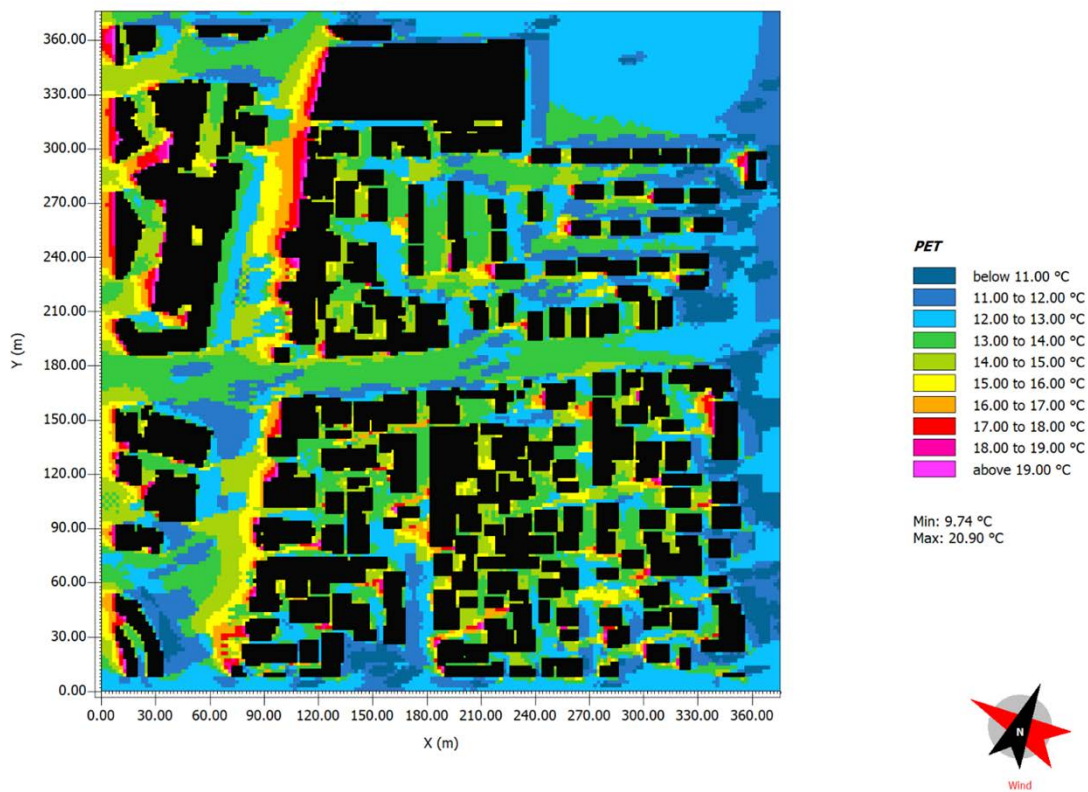 360.00
330.00
300.00
270.00
240.00
210.00
180.00
150.00
120.00
90.00
60.00
30.00
0.00
Y (m)
0.00 30.00 60.00 90.00 120.00 150.00 180.00 210.00 240.00 270.00 300.00 330.00 360.00
X (m)
PET
below 11.00 °C
11.00 to 12.00 °C
12.00 to 13.00 °C
13.00 to 14.00 °C
14.00 to 15.00 °C
15.00 to 16.00 °C
16.00 to 17.00 °C
17.00 to 18.00 °C
18.00 to 19.00 °C
above 19.00 °C
Min: 9.74 °C
Max: 20.90 °C
N
Wind